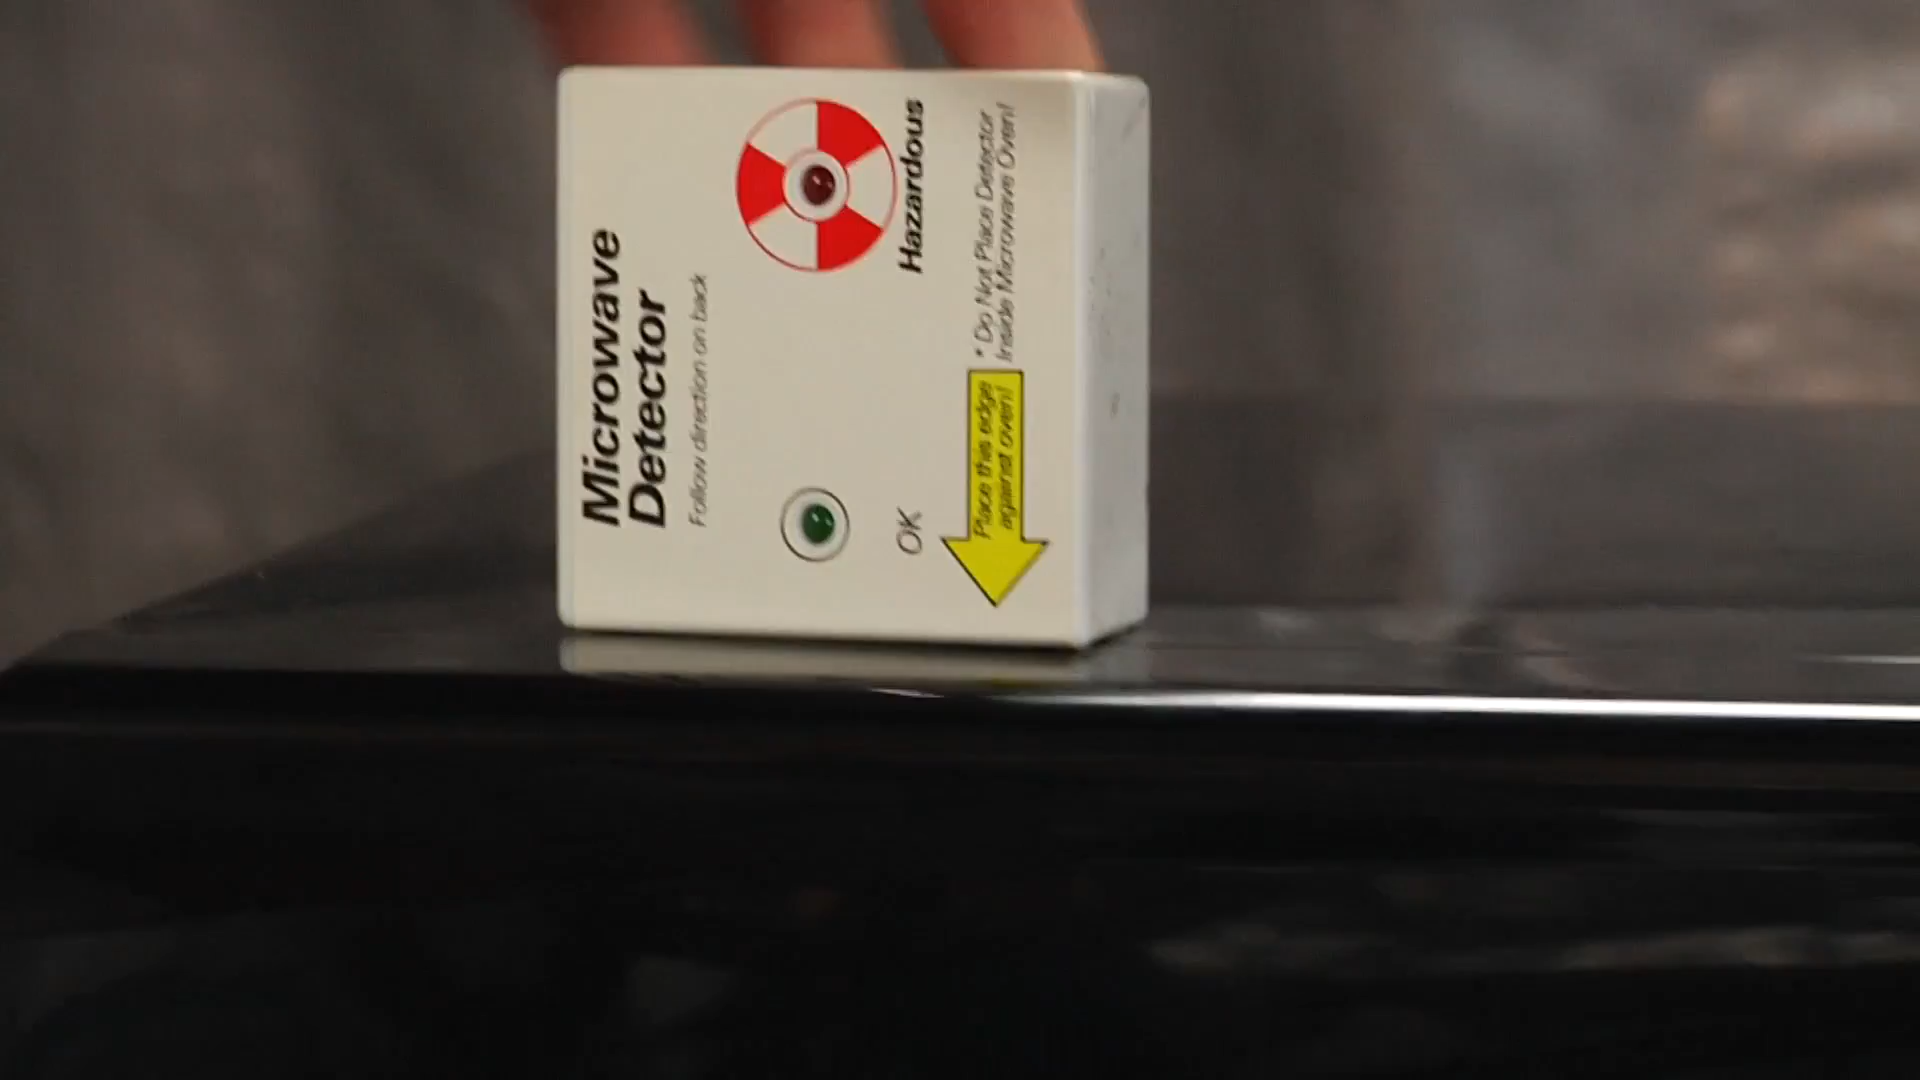 Microwave
Detector
Follow direction on back
Hazardous
OK
* Do Not Place Detector
Inside Microwave Oven!
Place this edge
against oven!